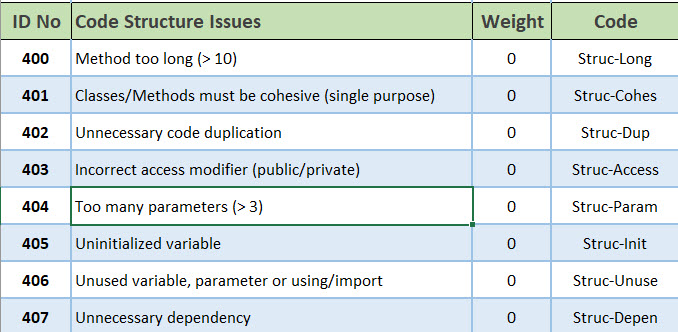 ID No Code Structure Issues Weight Code
400 Method too long (> 10) 0 Struc-Long
401 Classes/Methods must be cohesive (single purpose) 0 Struc-Cohes
402 Unnecessary code duplication 0 Struc-Dup
403 Incorrect access modifier (public/private) 0 Struc-Access
404 Too many parameters (> 3) 0 Struc-Param
405 Uninitialized variable 0 Struc-Init
406 Unused variable, parameter or using/import 0 Struc-Unuse
407 Unnecessary dependency 0 Struc-Depen